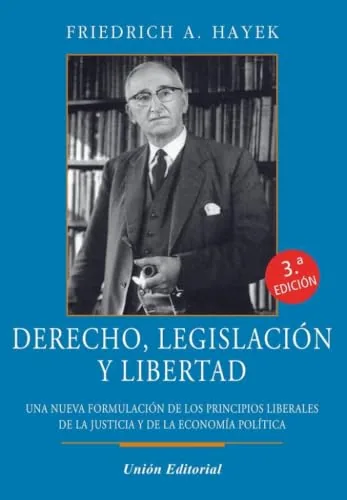 FRIEDRICH A. HAYEK
3.ª
EDICIÓN
DERECHO, LEGISLACIÓN
Y LIBERTAD
UNA NUEVA FORMULACIÓN DE LOS PRINCIPIOS LIBERALES
DE LA JUSTICIA Y DE LA ECONOMÍA POLÍTICA
Unión Editorial